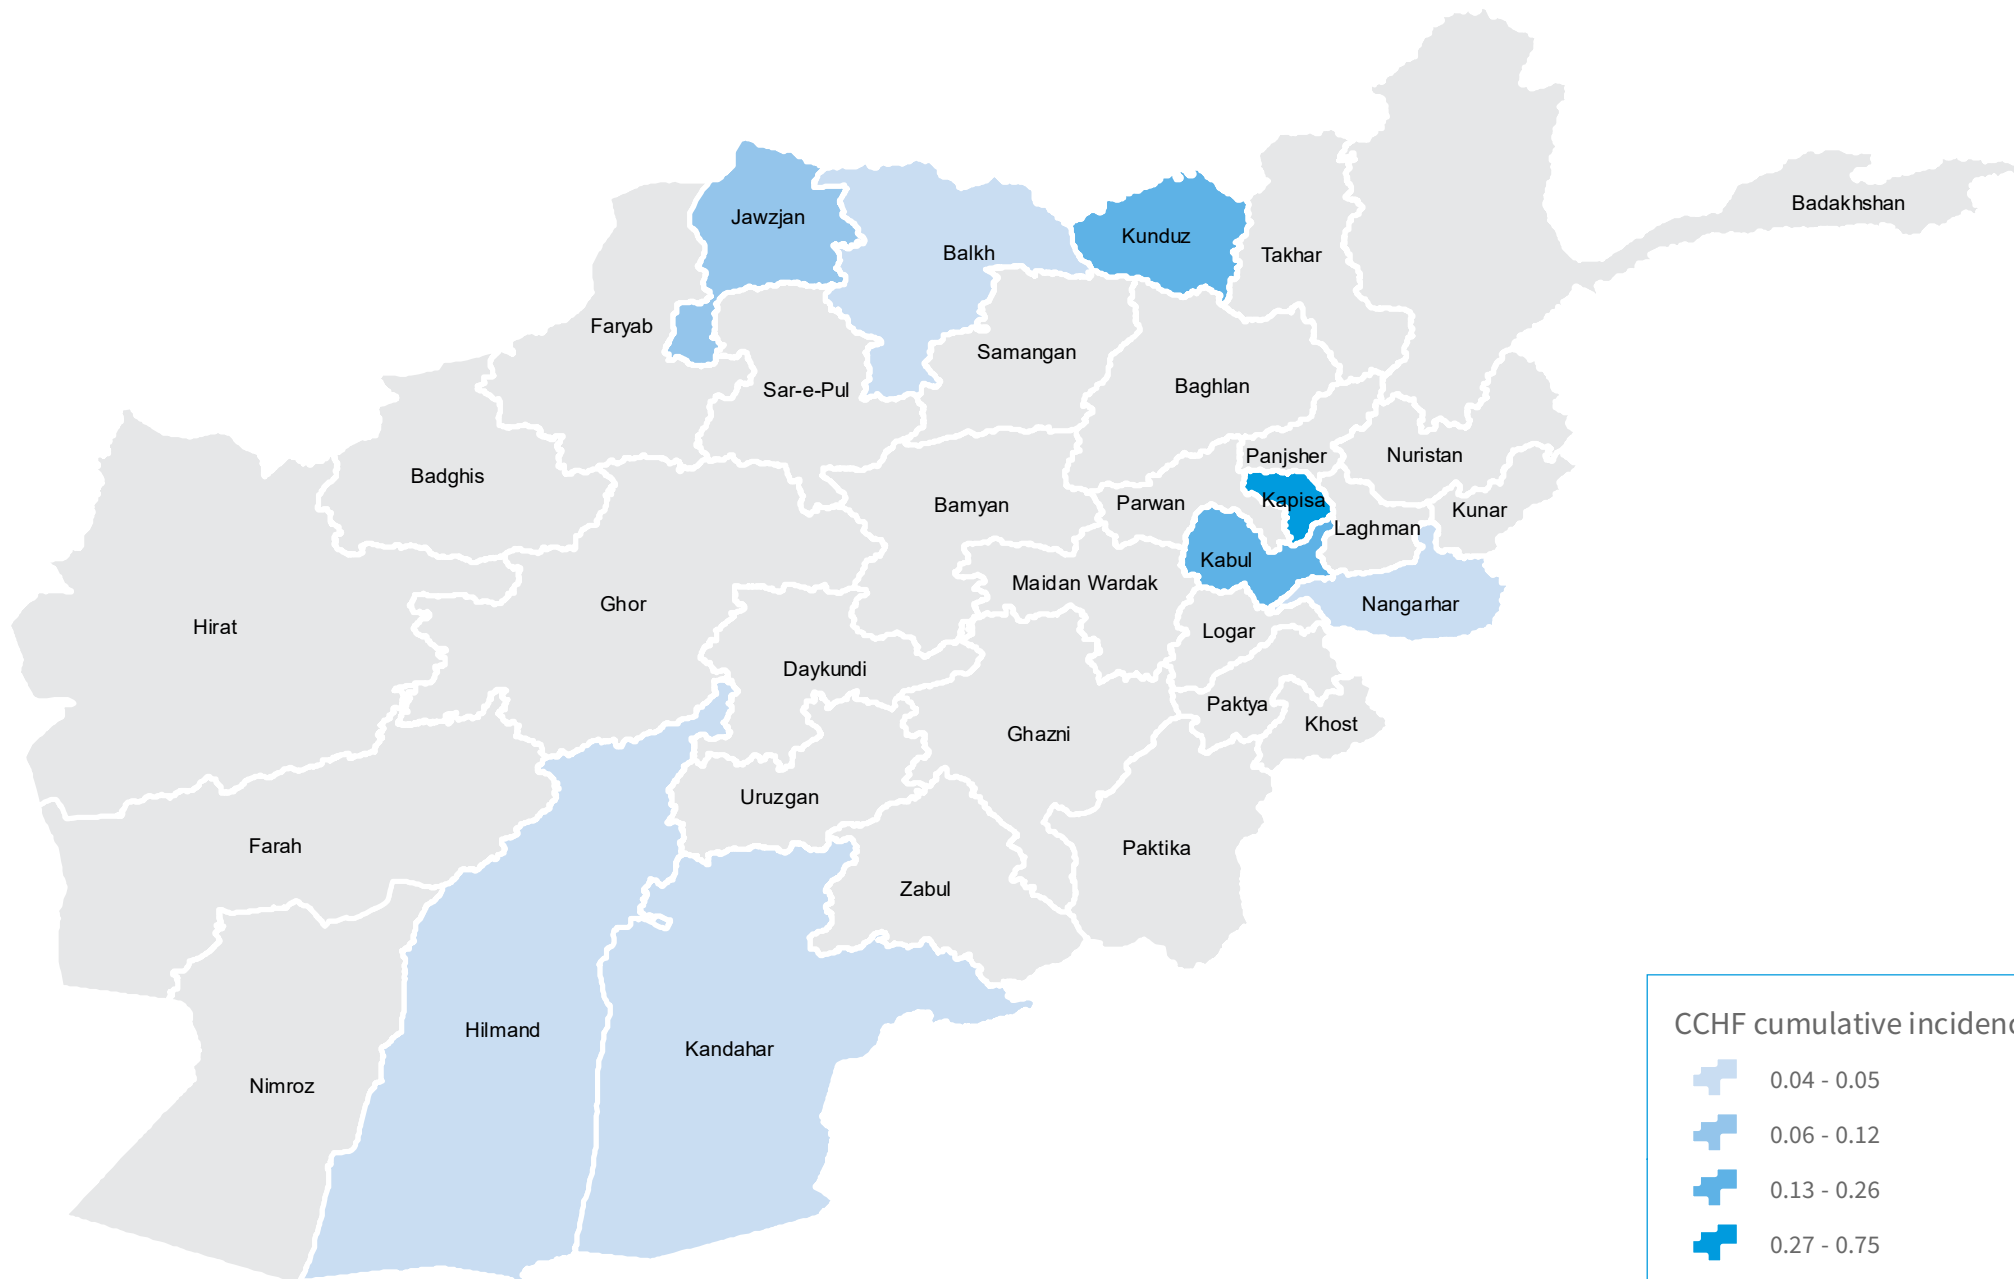 Badakhshan
Jawzjan
Kunduz
Balkh
Takhar
Faryab
Samangan
Baghlan
Sar-e-Pul
Panjsher
Nuristan
Badghis
Kapisa
Parwan
Bamyan
Kunar
Laghman
Kabul
Maidan Wardak
Ghor
Nangarhar
Hirat
Logar
Daykundi
Paktya
Khost
Ghazni
Uruzgan
Farah
Paktika
Zabul
Hilmand
Kandahar
Nimroz
CCHF cumulative
0.04 - 0.05
0.06 - 0.12
0.13 - 0.26
0.27 - 0.75